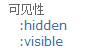 可见性
:hidden
:visible